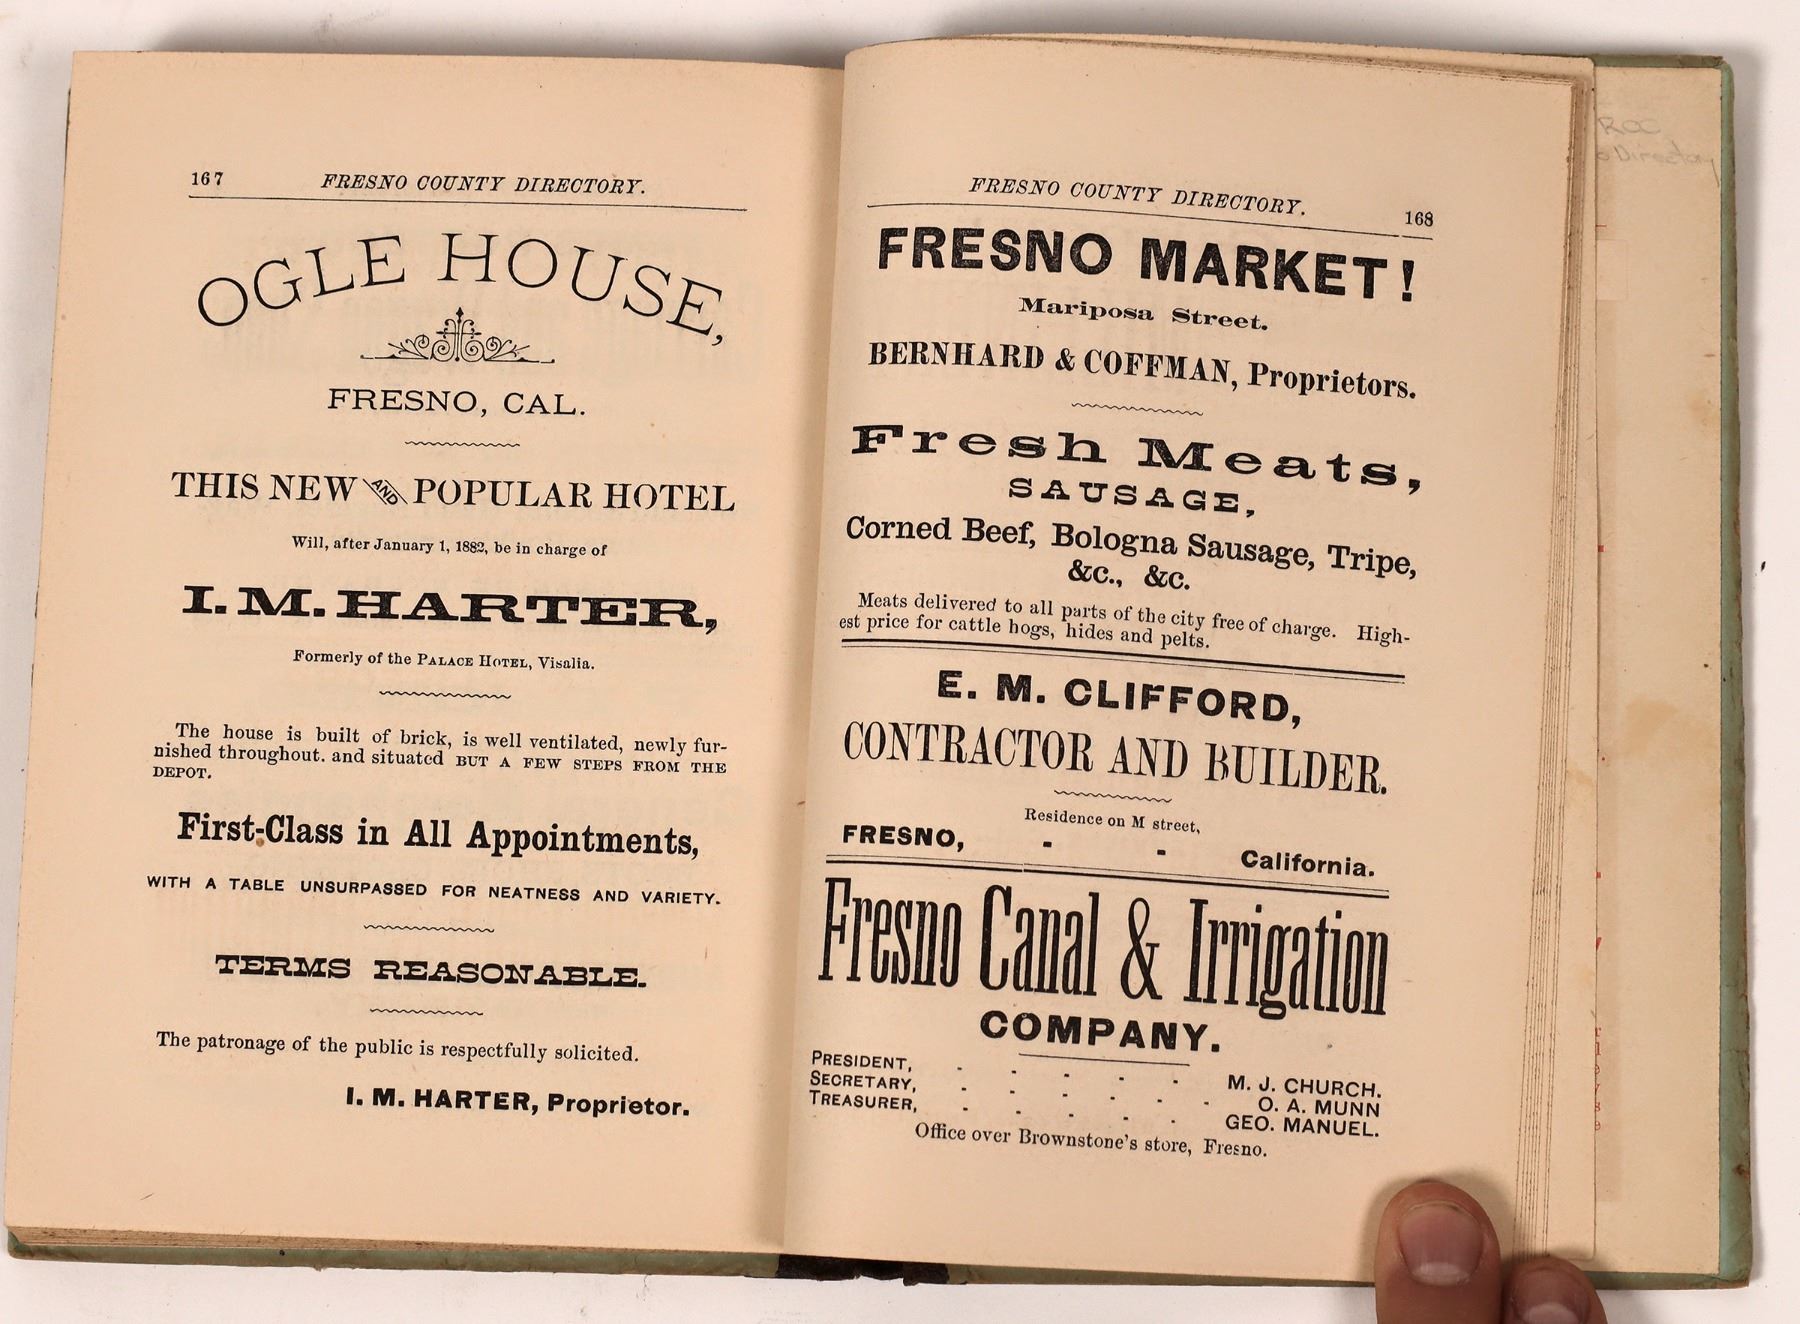 167 FRESNO COUNTY DIRECTORY.
OGLE HOUSE,
FRESNO, CAL.
THIS NEW AND POPULAR HOTEL
Will, after January 1, 1882, be in charge of
I. M. HARTER,
Formerly of the PALACE HOTEL, Visalia.
The house is built of brick, is well ventilated, newly fur-
nished throughout. and situated BUT A FEW STEPS FROM THE
DEPOT.
First-Class in All Appointments,
WITH A TABLE UNSURPASSED FOR NEATNESS AND VARIETY.
TERMS REASONABLE.
The patronage of the public is respectfully solicited.
I. M. HARTER, Proprietor.
FRESNO COUNTY DIRECTORY. 168
FRESNO MARKET!
Mariposa Street.
BERNHARD & COFFMAN, Proprietors.
Fresh Meats,
SAUSAGE,
Corned Beef, Bologna Sausage, Tripe,
&c., &c.
Meats delivered to all parts of the city free of charge. High-
est price for cattle hogs, hides and pelts.
E. M. CLIFFORD,
CONTRACTOR AND BUILDER.
Residence on M street,
FRESNO, - - California.
Fresno Canal & Irrigation
COMPANY.
PRESIDENT, - - - - - M. J. CHURCH.
SECRETARY, - - - - - - O. A. MUNN
TREASURER, - - - - - GEO. MANUEL.
Office over Brownstone's store, Fresno.
Directory